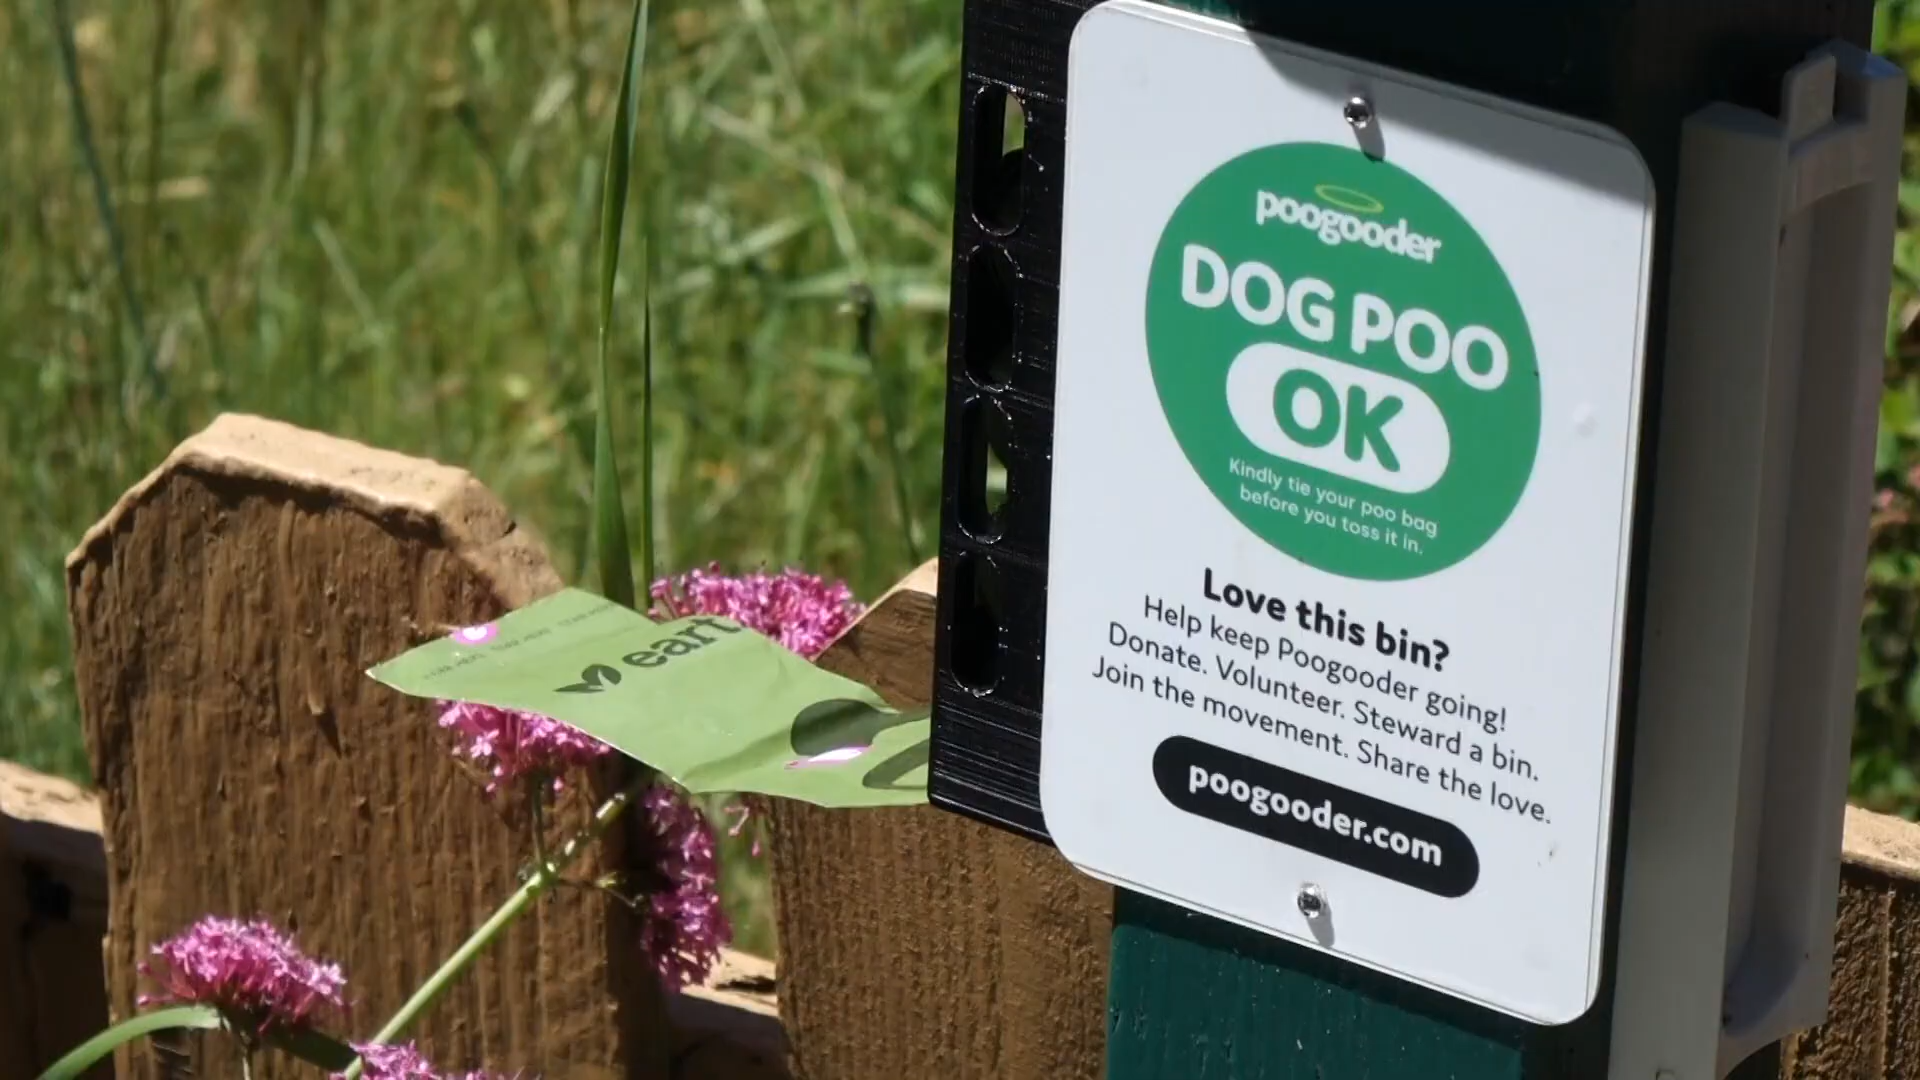 poogooder
DOG POO
OK
Kindly tie your poo bag
before you toss it in.
Love this bin?
Help keep Poogooder going!
Donate. Volunteer. Steward a bin.
Join the movement. Share the love.
poogooder.com
eart